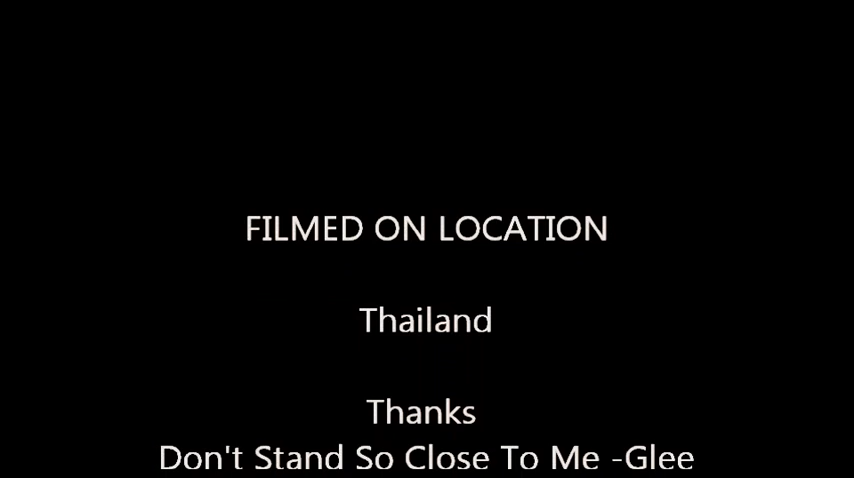 FILMED ON LOCATION
Thailand
Thanks
Don't Stand So Close To Me -Glee